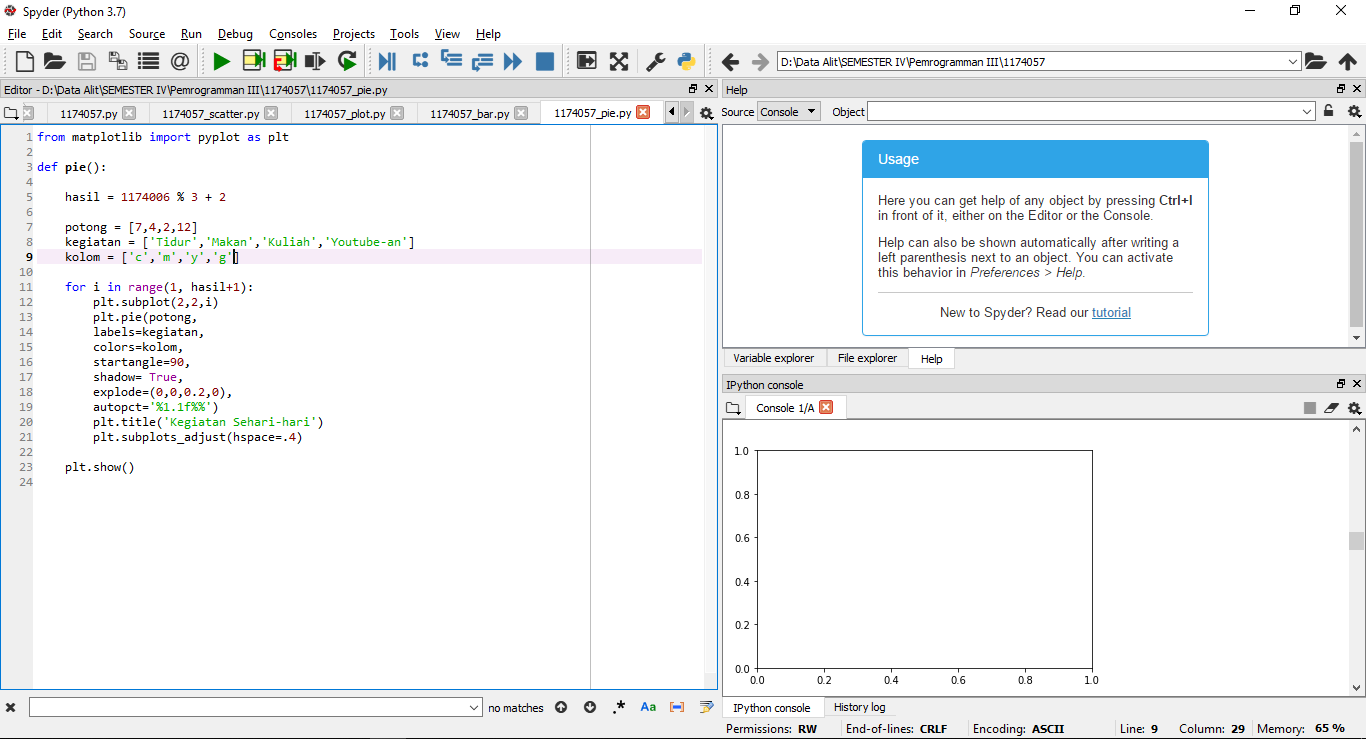 Spyder (Python 3.7)
File Edit Search Source Run Debug Consoles Projects Tools View Help
D:\Data Alit\SEMESTER IV\Pemrogramman III\1174057
Editor - D:\Data Alit\SEMESTER IV\Pemrogramman III\1174057\1174057_pie.py
1174057.py 1174057_scatter.py 1174057_plot.py 1174057_bar.py 1174057_pie.py
1 from matplotlib import pyplot as plt
2
3 def pie():
4
5 hasil = 1174006 % 3 + 2
6
7 potong = [7,4,2,12]
8 kegiatan = ['Tidur','Makan','Kuliah','Youtube-an']
9 kolom = ['c','m','y','g']
10
11 for i in range(1, hasil+1):
12 plt.subplot(2,2,i)
13 plt.pie(potong,
14 labels=kegiatan,
15 colors=kolom,
16 startangle=90,
17 shadow= True,
18 explode=(0,0,0.2,0),
19 autopct='%1.1f%%')
20 plt.title('Kegiatan Sehari-hari')
21 plt.subplots_adjust(hspace=.4)
22
23 plt.show()
24
no matches .* Aa
Help
Source Console Object
Usage
Here you can get help of any object by pressing Ctrl+I
in front of it, either on the Editor or the Console.
Help can also be shown automatically after writing a
left parenthesis next to an object. You can activate
this behavior in Preferences > Help.
New to Spyder? Read our tutorial
Variable explorer File explorer Help
IPython console
Console 1/A
1.0
0.8
0.6
0.4
0.2
0.0
0.0 0.2 0.4 0.6 0.8 1.0
IPython console History log
Permissions: RW End-of-lines: CRLF Encoding: ASCII Line: 9 Column: 29 Memory: 65 %